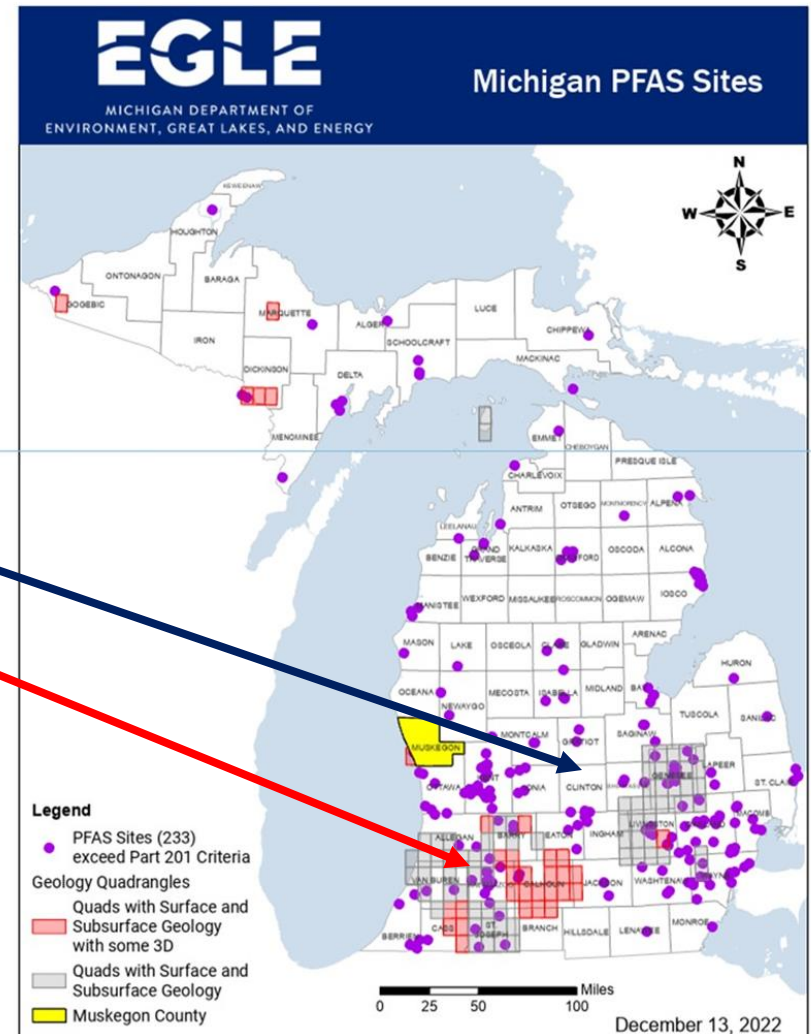 EGLE
MICHIGAN DEPARTMENT OF
ENVIRONMENT, GREAT LAKES, AND ENERGY
Michigan PFAS Sites
N
W E
S
KEWEENAW
HOUGHTON
ONTONAGON
BARAGA
GOGEBIC
MARQUETTE
LUCE
ALGER
CHIPPEWA
IRON
SCHOOLCRAFT
MACKINAC
DICKINSON
DELTA
MENOMINEE
EMMET
CHEBOYGAN
PRESQUE ISLE
CHARLEVOIX
ANTRIM
OTSEGO
MONTMORENCY
ALPENA
LEELANAU
BENZIE
GRAND
TRAVERSE
KALKASKA
OSCODA
ALCONA
MANISTEE
WEXFORD
MISSAUKEE
ROSCOMMON
OGEMAW
IOSCO
ARENAC
MASON
LAKE
OSCEOLA
GLADWIN
HURON
OCEANA
NEWAYGO
MECOSTA
ISABELLA
MIDLAND
TUSCOLA
MUSKEGON
MONTCALM
GRATIOT
SAGINAW
GENESEE
LAPEER
ST. CLAIR
OTTAWA
CLINTON
ALLEGAN
BARRY
EATON
INGHAM
LIVINGSTON
VAN BUREN
CALHOUN
JACKSON
WASHTENAW
BERRIEN
CASS
ST.
JOSEPH
BRANCH
HILLSDALE
LENAWEE
MONROE
Legend
PFAS Sites (233)
exceed Part 201 Criteria
Geology Quadrangles
Quads with Surface and
Subsurface Geology
with some 3D
Quads with Surface and
Subsurface Geology
Muskegon County
Miles
0 25 50 100
December 13, 2022